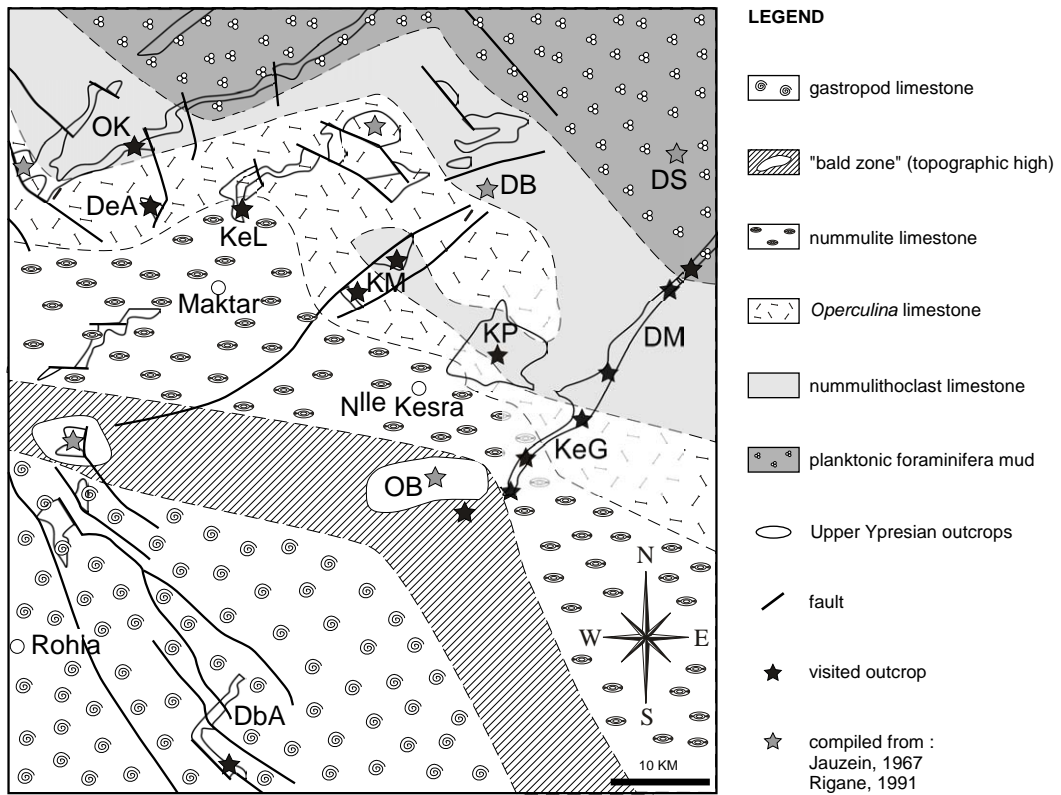 LEGEND
gastropod limestone
"bald zone" (topographic high)
nummulite limestone
Operculina limestone
nummulithoclast limestone
planktonic foraminifera mud
Upper Ypresian outcrops
fault
visited outcrop
compiled from :
Jauzein, 1967
Rigane, 1991
OK
DS
DB
DeA
KeL
KM
Maktar
DM
KP
Nlle Kesra
KeG
OB
N
W
E
S
Rohia
DbA
10 KM